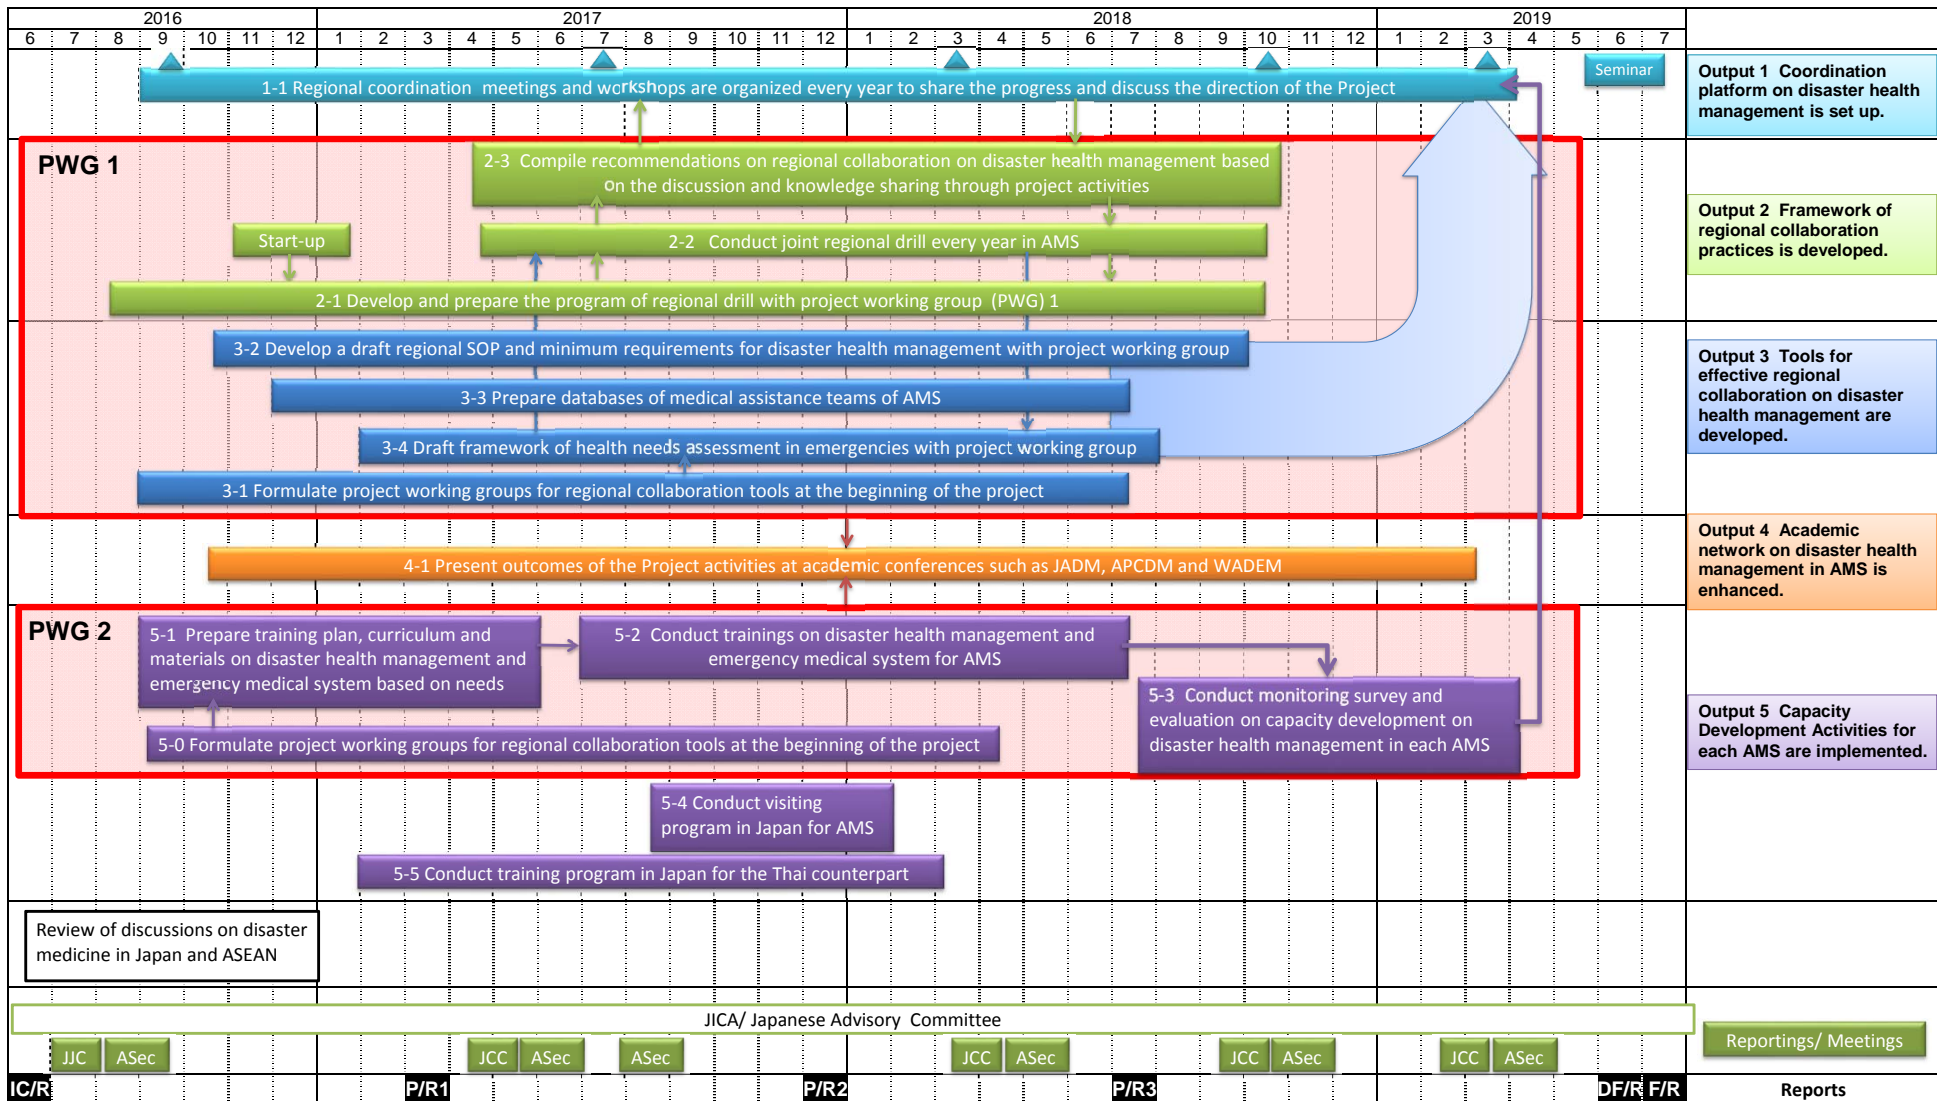 2016 2017 2018 2019
6 7 8 9 10 11 12 1 2 3 4 5 6 7 8 9 10 11 12 1 2 3 4 5 6 7 8 9 10 11 12 1 2 3 4 5 6 7
Seminar
1-1 Regional coordination meetings and workshops are organized every year to share the progress and discuss the direction of the Project
Output 1 Coordination
platform on disaster health
management is set up.
PWG 1
2-3 Compile recommendations on regional collaboration on disaster health management based
on the discussion and knowledge sharing through project activities
Start-up
2-2 Conduct joint regional drill every year in AMS
2-1 Develop and prepare the program of regional drill with project working group (PWG) 1
Output 2 Framework of
regional collaboration
practices is developed.
3-2 Develop a draft regional SOP and minimum requirements for disaster health management with project working group
3-3 Prepare databases of medical assistance teams of AMS
3-4 Draft framework of health needs assessment in emergencies with project working group
3-1 Formulate project working groups for regional collaboration tools at the beginning of the project
Output 3 Tools for
effective regional
collaboration on disaster
health management are
developed.
4-1 Present outcomes of the Project activities at academic conferences such as JADM, APCDM and WADEM
Output 4 Academic
network on disaster health
management in AMS is
enhanced.
PWG 2
5-1 Prepare training plan, curriculum and
materials on disaster health management and
emergency medical system based on needs
5-2 Conduct trainings on disaster health management and
emergency medical system for AMS
5-3 Conduct monitoring survey and
evaluation on capacity development on
disaster health management in each AMS
5-0 Formulate project working groups for regional collaboration tools at the beginning of the project
Output 5 Capacity
Development Activities for
each AMS are implemented.
5-4 Conduct visiting
program in Japan for AMS
5-5 Conduct training program in Japan for the Thai counterpart
Review of discussions on disaster
medicine in Japan and ASEAN
JICA/ Japanese Advisory Committee
JJC ASec JCC ASec ASec JCC ASec JCC ASec JCC ASec
Reportings/ Meetings
IC/R P/R1 P/R2 P/R3 DF/R F/R
Reports